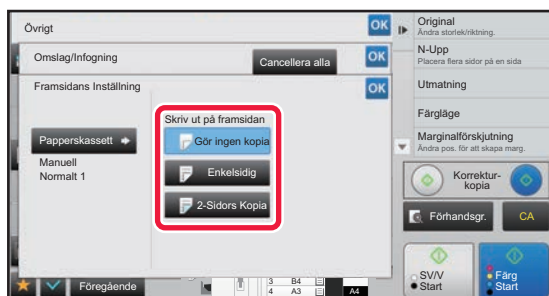 Övrigt
Omslag/Infogning
Cancellera alla
OK
OK
OK
Framsidans Inställning
Papperskassett
Manuell
Normalt 1
Skriv ut på framsidan
Gör ingen kopia
Enkelsidig
2-Sidors Kopia
Föregående
3 B4
4 A3
A4
Original
Ändra storlek/riktning.
N-Upp
Placera flera sidor på en sida
Utmatning
Färgläge
Marginalförskjutning
Ändra pos. för att skapa marg.
Korrektur-
kopia
Förhandsgr.
CA
SV/V
Start
Färg
Start